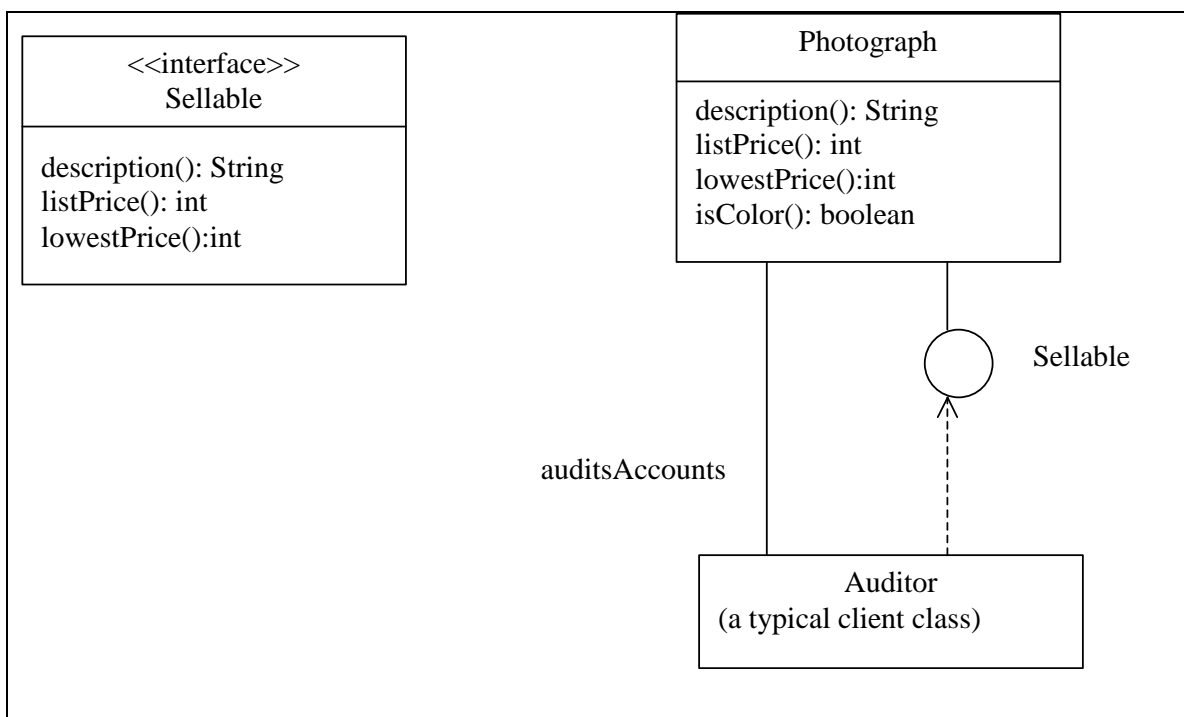 <<interface>>
Sellable
description(): String
listPrice(): int
lowestPrice():int
Photograph
description(): String
listPrice(): int
lowestPrice():int
isColor(): boolean
Sellable
auditsAccounts
Auditor
(a typical client class)